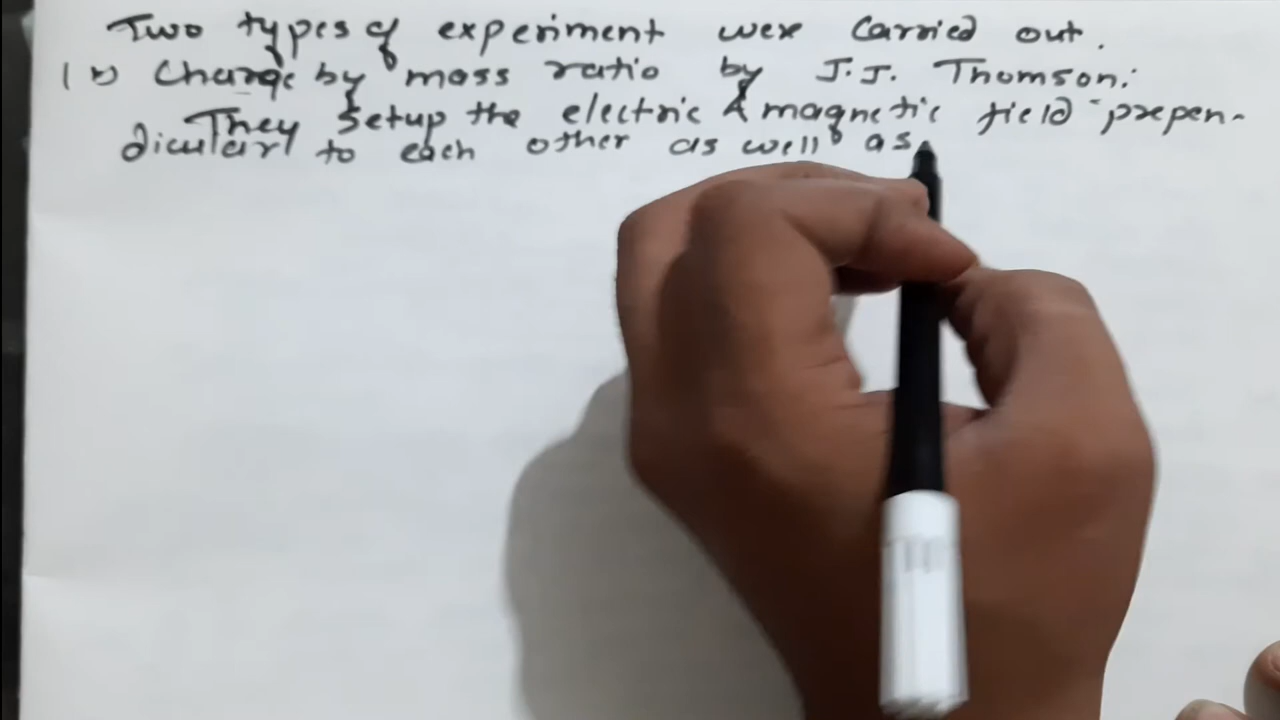 Two types of experiment were carried out.
1) Charge by mass ratio by J.J. Thomson:
They setup the electric & magnetic field prepen-
dicular to each other as well as